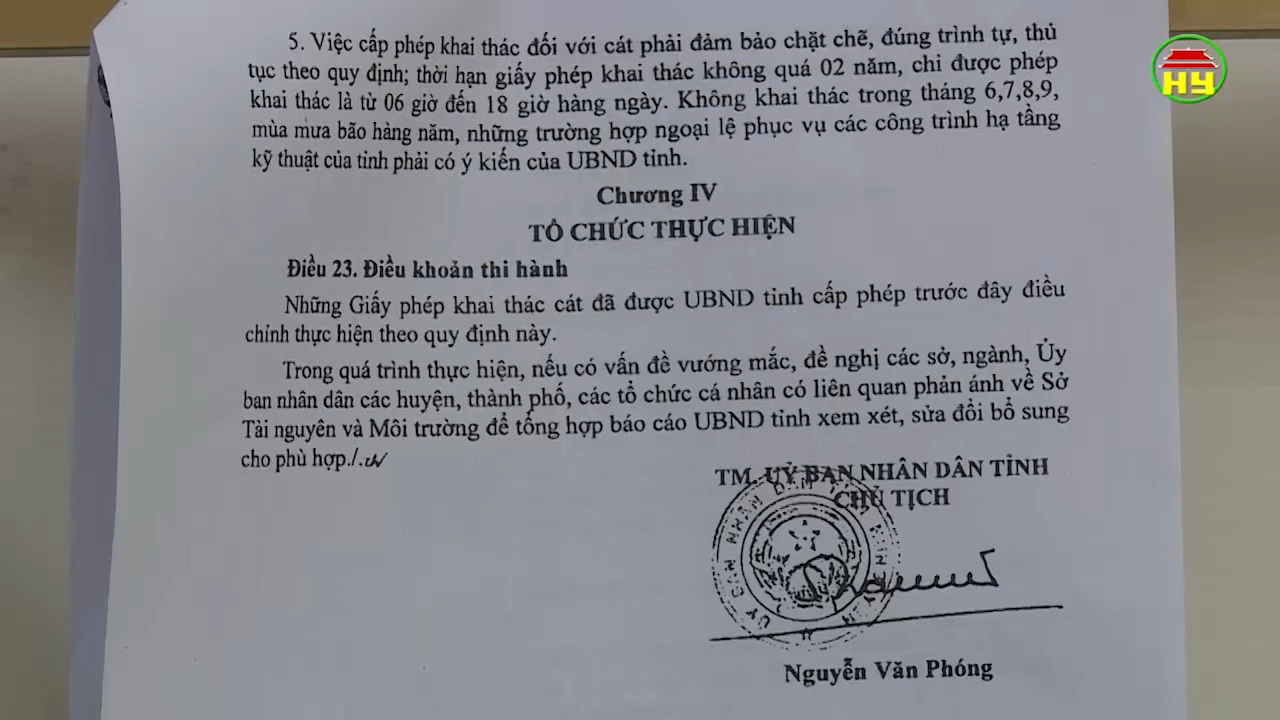 HY
5. Việc cấp phép khai thác đối với cát phải đảm bảo chặt chẽ, đúng trình tự, thủ
tục theo quy định; thời hạn giấy phép khai thác không quá 02 năm, chỉ được phép
khai thác là từ 06 giờ đến 18 giờ hàng ngày. Không khai thác trong tháng 6,7,8,9,
mùa mưa bão hàng năm, những trường hợp ngoại lệ phục vụ các công trình hạ tầng
kỹ thuật của tỉnh phải có ý kiến của UBND tỉnh.
Chương IV
TỔ CHỨC THỰC HIỆN
Điều 23. Điều khoản thi hành
Những Giấy phép khai thác cát đã được UBND tỉnh cấp phép trước đây điều
chỉnh thực hiện theo quy định này.
Trong quá trình thực hiện, nếu có vấn đề vướng mắc, đề nghị các sở, ngành, Ủy
ban nhân dân các huyện, thành phố, các tổ chức cá nhân có liên quan phản ánh về Sở
Tài nguyên và Môi trường để tổng hợp báo cáo UBND tỉnh xem xét, sửa đổi bổ sung
cho phù hợp./.
TM. UỶ BAN NHÂN DÂN TỈNH
CHỦ TỊCH
Nguyễn Văn Phóng